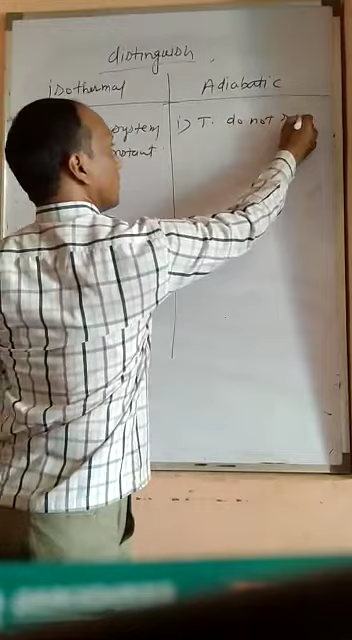 distinguish
isothermal
Adiabatic
system
i) T. do not